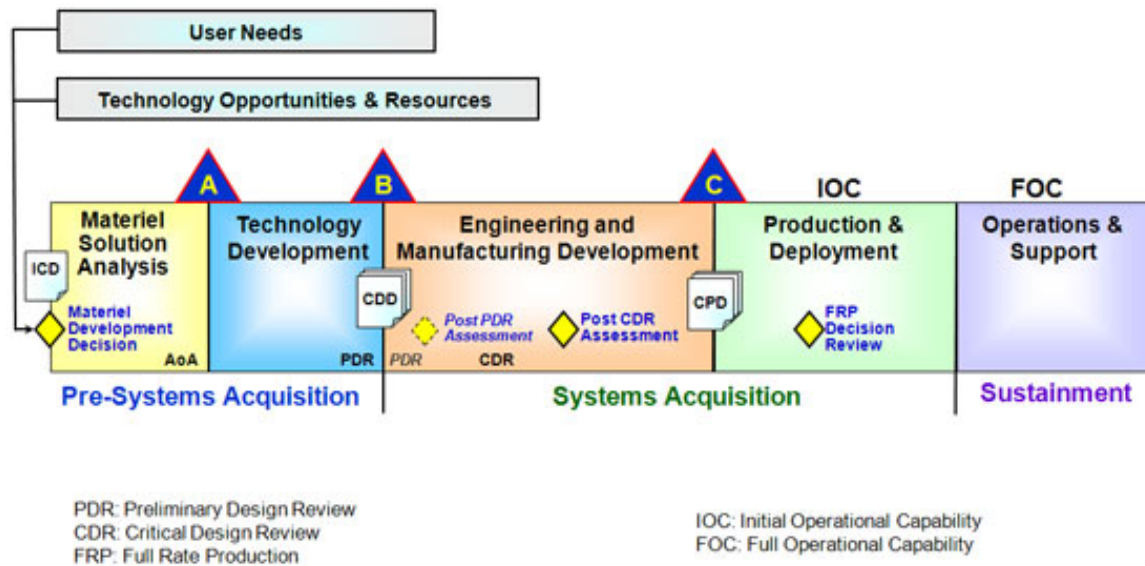 User Needs
Technology Opportunities & Resources
A
B
C
IOC
FOC
Materiel
Solution
Analysis
Technology
Development
Engineering and
Manufacturing Development
Production &
Deployment
Operations &
Support
ICD
CDD
CPD
Materiel
Development
Decision
Post PDR
Assessment
Post CDR
Assessment
FRP
Decision
Review
AoA
PDR
PDR
CDR
Pre-Systems Acquisition
Systems Acquisition
Sustainment
PDR: Preliminary Design Review
CDR: Critical Design Review
FRP: Full Rate Production
IOC: Initial Operational Capability
FOC: Full Operational Capability